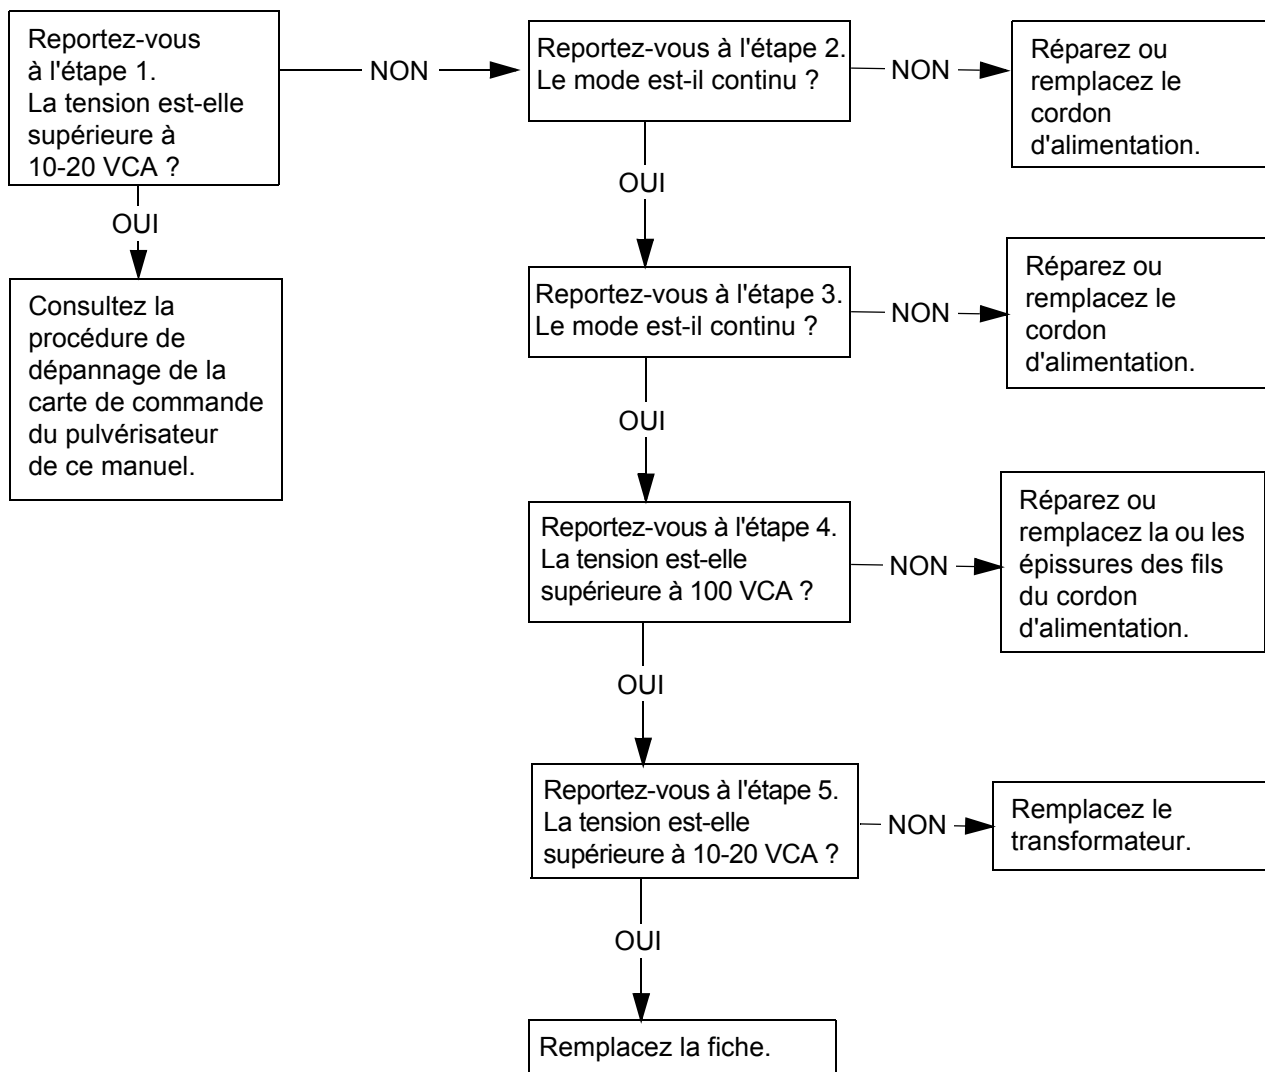 Reportez-vous
à l'étape 1.
La tension est-elle
supérieure à
10-20 VCA ?
NON
Reportez-vous à l'étape 2.
Le mode est-il continu ?
NON
Réparez ou
remplacez le
cordon
d'alimentation.
OUI
Consultez la
procédure de
dépannage de la
carte de commande
du pulvérisateur
de ce manuel.
OUI
Reportez-vous à l'étape 3.
Le mode est-il continu ?
NON
Réparez ou
remplacez le
cordon
d'alimentation.
OUI
Reportez-vous à l'étape 4.
La tension est-elle
supérieure à 100 VCA ?
NON
Réparez ou
remplacez la ou les
épissures des fils
du cordon
d'alimentation.
OUI
Reportez-vous à l'étape 5.
La tension est-elle
supérieure à 10-20 VCA ?
NON
Remplacez le
transformateur.
OUI
Remplacez la fiche.